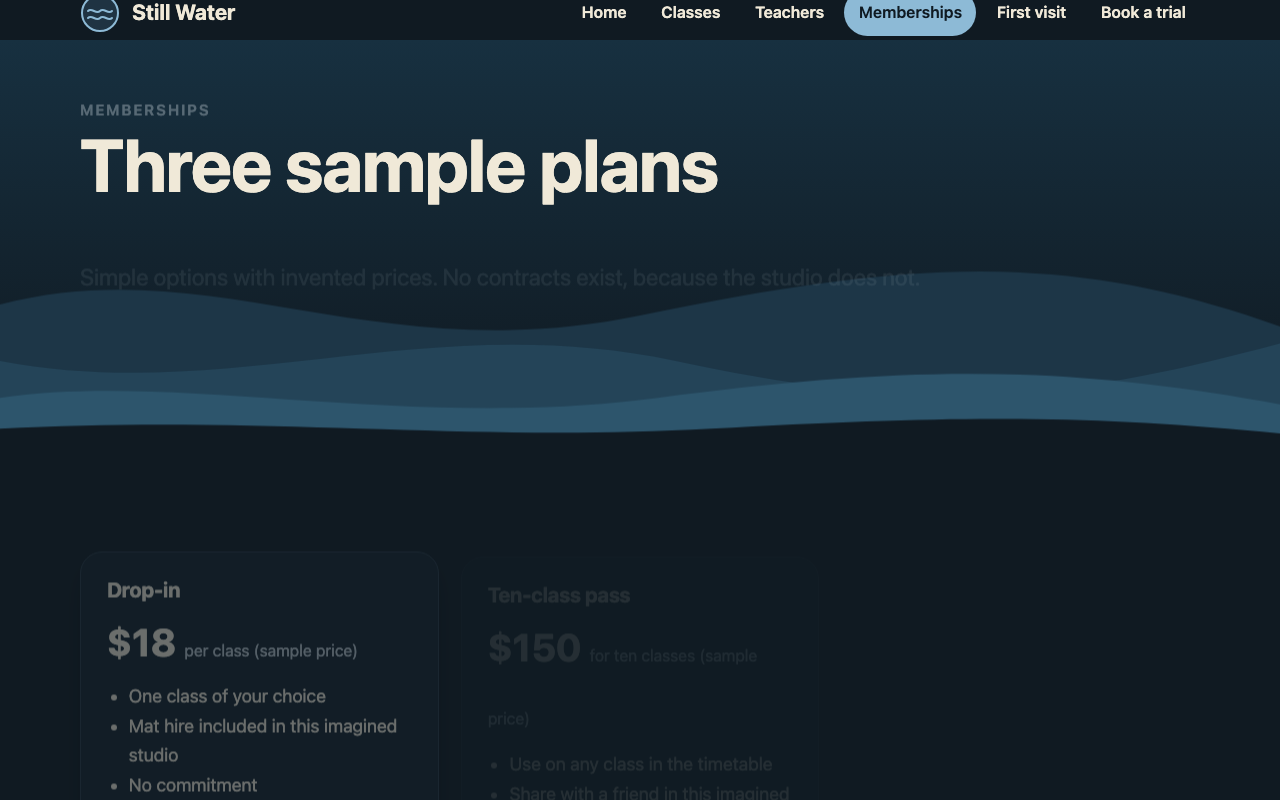 Still Water
Home
Classes
Teachers
Memberships
First visit
Book a trial
MEMBERSHIPS
Three sample plans
Simple options with invented prices. No contracts exist, because the studio does not.
Drop-in
$18 per class (sample price)
One class of your choice
Mat hire included in this imagined
studio
No commitment
Ten-class pass
$150 for ten classes (sample
price)
Use on any class in the timetable
Share with a friend in this imagined